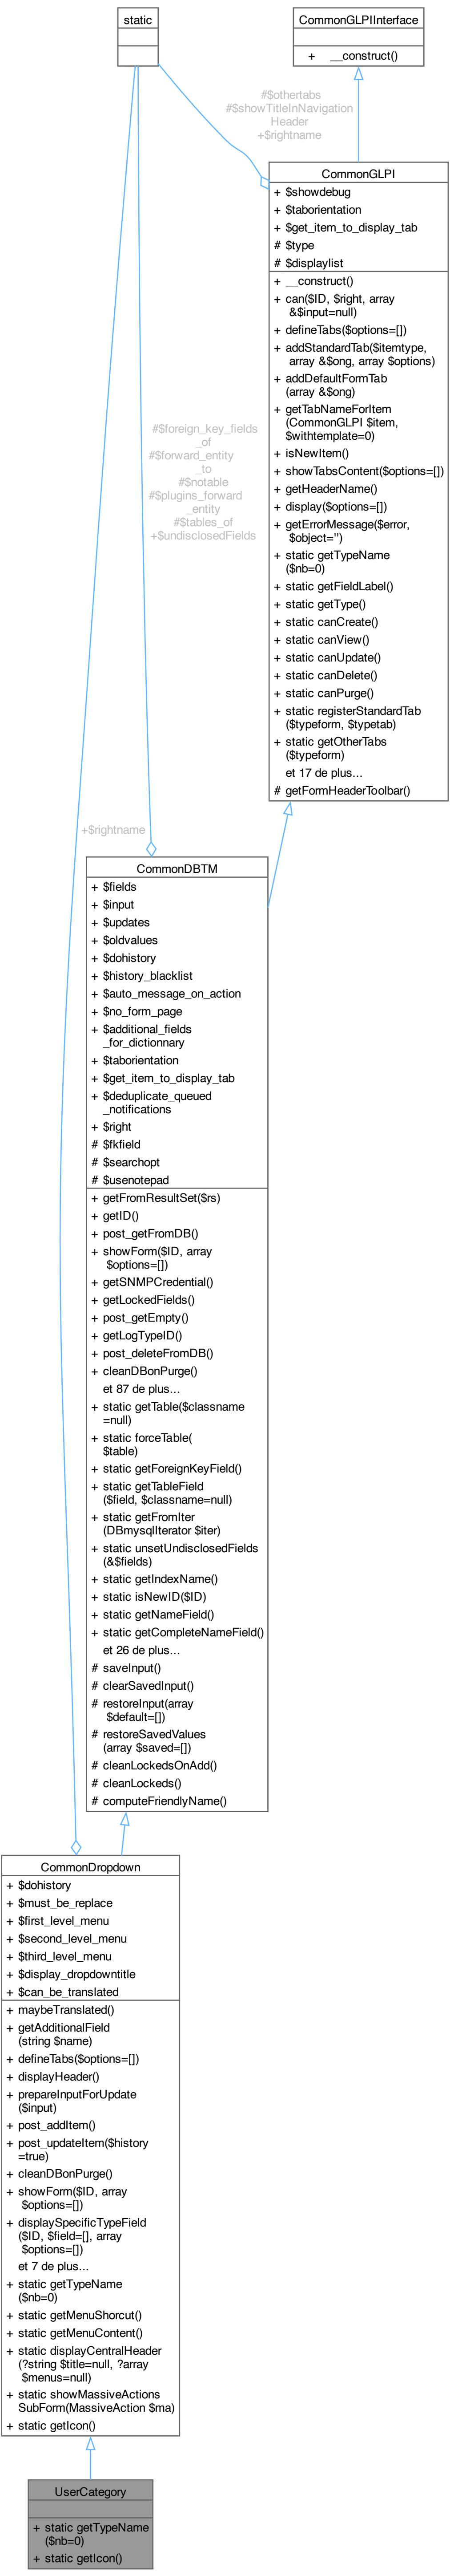 static
CommonGLPIInterface
+ __construct()
#$othertabs
#$showTitleInNavigation
Header
+$rightname
CommonGLPI
+ $showdebug
+ $taborientation
+ $get_item_to_display_tab
# $type
# $displaylist
+ __construct()
+ can($ID, $right, array
&$input=null)
+ defineTabs($options=[])
+ addStandardTab($itemtype,
array &$ong, array $options)
+ addDefaultFormTab
(array &$ong)
+ getTabNameForItem
(CommonGLPI $item,
$withtemplate=0)
+ isNewItem()
+ showTabsContent($options=[])
+ getHeaderName()
+ display($options=[])
+ getErrorMessage($error,
$object='')
+ static getTypeName
($nb=0)
+ static getFieldLabel()
+ static getType()
+ static canCreate()
+ static canView()
+ static canUpdate()
+ static canDelete()
+ static canPurge()
+ static registerStandardTab
($typeform, $typetab)
+ static getOtherTabs
($typeform)
et 17 de plus...
# getFormHeaderToolbar()
#$foreign_key_fields
_of
#$forward_entity
_to
#$notable
#$plugins_forward
_entity
#$tables_of
+$undisclosedFields
+$rightname
CommonDBTM
+ $fields
+ $input
+ $updates
+ $oldvalues
+ $dohistory
+ $history_blacklist
+ $auto_message_on_action
+ $no_form_page
+ $additional_fields
_for_dictionnary
+ $taborientation
+ $get_item_to_display_tab
+ $deduplicate_queued
_notifications
+ $right
# $fkfield
# $searchopt
# $usenotepad
+ getFromResultSet($rs)
+ getID()
+ post_getFromDB()
+ showForm($ID, array
$options=[])
+ getSNMPCredential()
+ getLockedFields()
+ post_getEmpty()
+ getLogTypeID()
+ post_deleteFromDB()
+ cleanDBonPurge()
et 87 de plus...
+ static getTable($classname
=null)
+ static forceTable(
$table)
+ static getForeignKeyField()
+ static getTableField
($field, $classname=null)
+ static getFromIter
(DBmysqlIterator $iter)
+ static unsetUndisclosedFields
(&$fields)
+ static getIndexName()
+ static isNewID($ID)
+ static getNameField()
+ static getCompleteNameField()
et 26 de plus...
# saveInput()
# clearSavedInput()
# restoreInput(array
$default=[])
# restoreSavedValues
(array $saved=[])
# cleanLockedsOnAdd()
# cleanLockeds()
# computeFriendlyName()
CommonDropdown
+ $dohistory
+ $must_be_replace
+ $first_level_menu
+ $second_level_menu
+ $third_level_menu
+ $display_dropdowntitle
+ $can_be_translated
+ maybeTranslated()
+ getAdditionalField
(string $name)
+ defineTabs($options=[])
+ displayHeader()
+ prepareInputForUpdate
($input)
+ post_addItem()
+ post_updateItem($history
=true)
+ cleanDBonPurge()
+ showForm($ID, array
$options=[])
+ displaySpecificTypeField
($ID, $field=[], array
$options=[])
et 7 de plus...
+ static getTypeName
($nb=0)
+ static getMenuShorcut()
+ static getMenuContent()
+ static displayCentralHeader
(?string $title=null, ?array
$menus=null)
+ static showMassiveActions
SubForm(MassiveAction $ma)
+ static getIcon()
UserCategory
+ static getTypeName
($nb=0)
+ static getIcon()